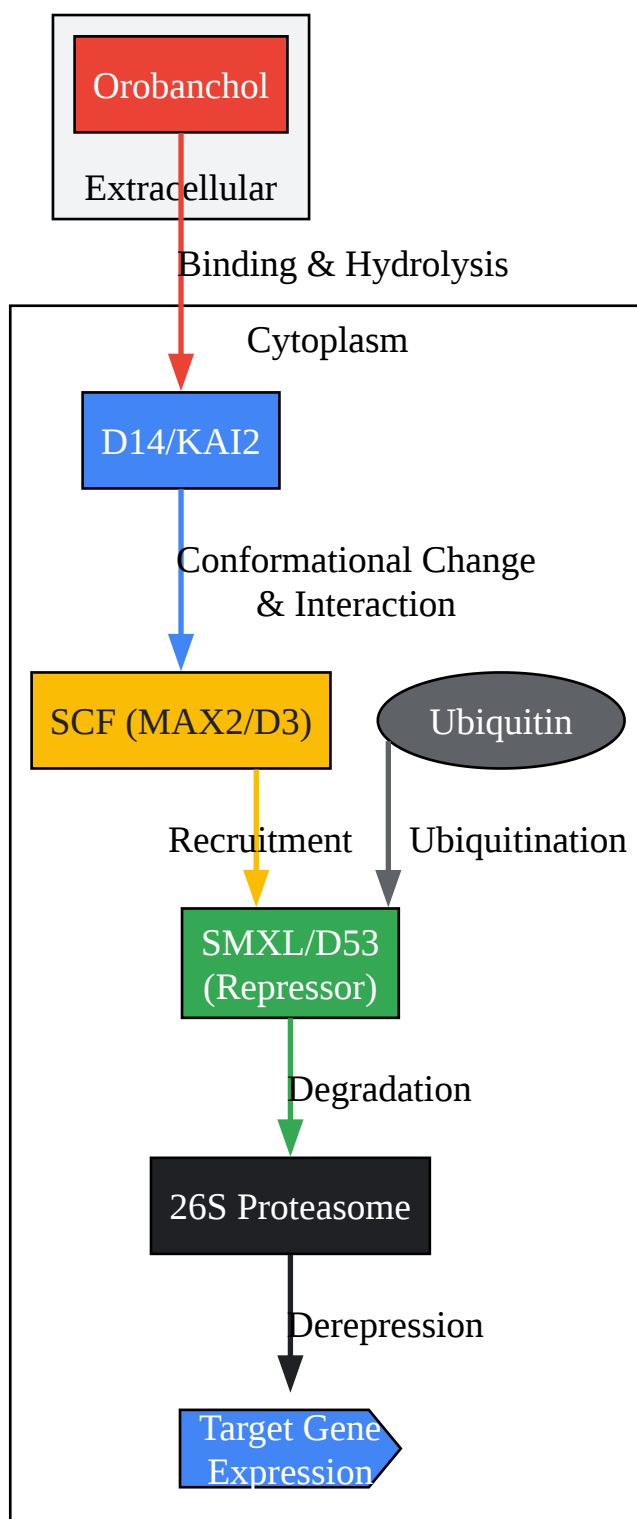 Orobanchol
Extracellular
Binding & Hydrolysis
Cytoplasm
D14/KAI2
Conformational Change
& Interaction
SCF (MAX2/D3)
Ubiquitin
Recruitment
Ubiquitination
SMXL/D53
(Repressor)
Degradation
26S Proteasome
Derepression
Target Gene
Expression